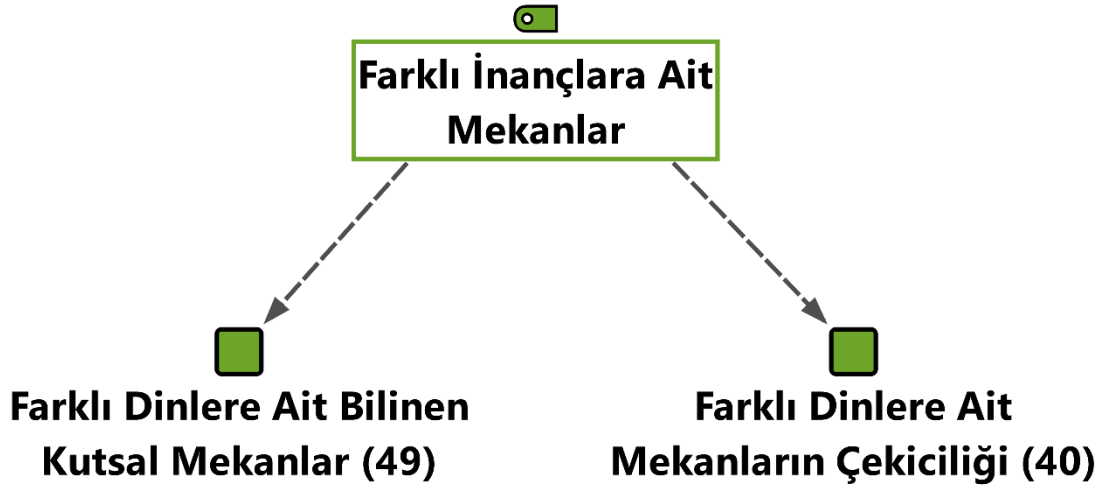 Farklı İnançlara Ait
Mekanlar
Farklı Dinlere Ait Bilinen
Kutsal Mekanlar (49)
Farklı Dinlere Ait
Mekanların Çekiciliği (40)